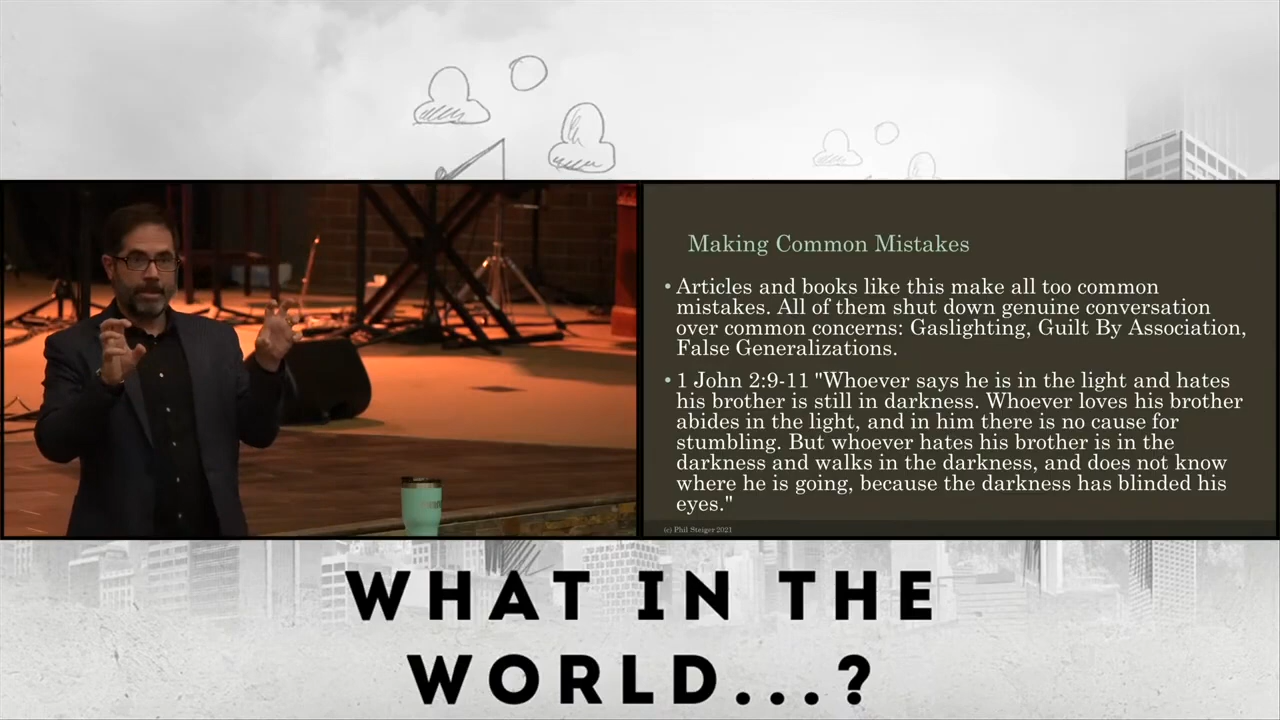 Making Common Mistakes
• Articles and books like this make all too common
mistakes. All of them shut down genuine conversation
over common concerns: Gaslighting, Guilt By Association,
False Generalizations.
• 1 John 2:9-11 "Whoever says he is in the light and hates
his brother is still in darkness. Whoever loves his brother
abides in the light, and in him there is no cause for
stumbling. But whoever hates his brother is in the
darkness and walks in the darkness, and does not know
where he is going, because the darkness has blinded his
eyes."
(c) Phil Steiger 2021
WHAT IN THE
WORLD...?